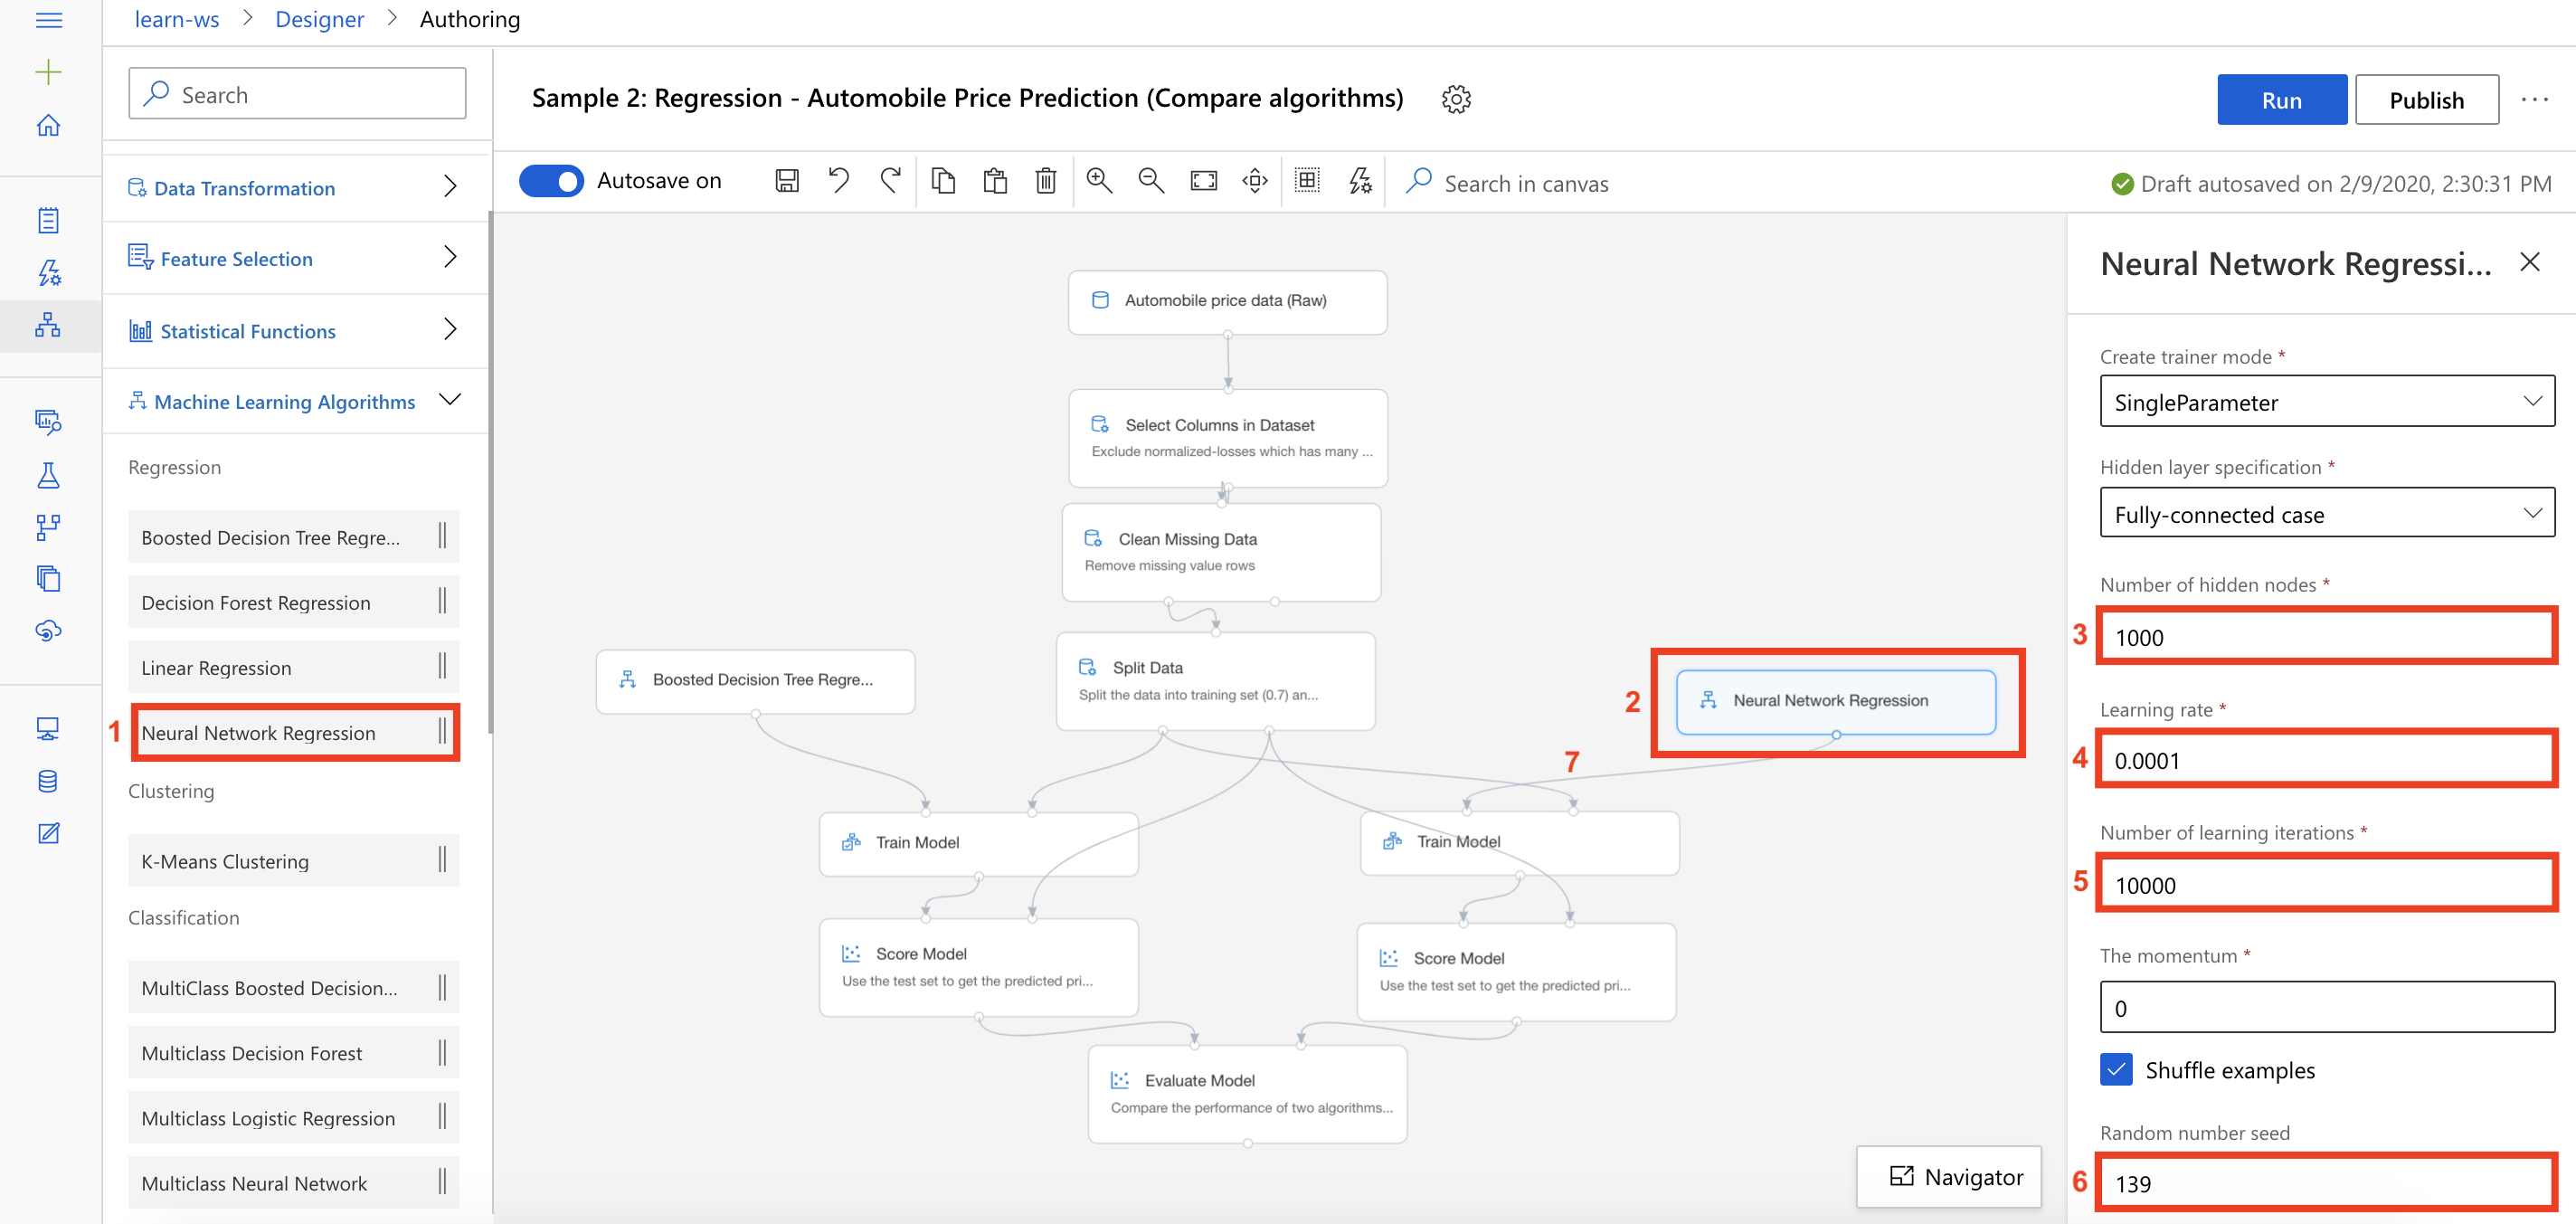 learn-ws > Designer > Authoring
Search
Data Transformation
Feature Selection
Statistical Functions
Machine Learning Algorithms
Regression
Boosted Decision Tree Regre...
Decision Forest Regression
Linear Regression
1 Neural Network Regression
Clustering
K-Means Clustering
Classification
MultiClass Boosted Decision...
Multiclass Decision Forest
Multiclass Logistic Regression
Multiclass Neural Network
Sample 2: Regression - Automobile Price Prediction (Compare algorithms)
Run
Publish
Autosave on
Search in canvas
Draft autosaved on 2/9/2020, 2:30:31 PM
Automobile price data (Raw)
Select Columns in Dataset
Exclude normalized-losses which has many ...
Clean Missing Data
Remove missing value rows
Boosted Decision Tree Regre...
Split Data
Split the data into training set (0.7) an...
2 Neural Network Regression
7
Train Model
Train Model
Score Model
Use the test set to get the predicted pri...
Score Model
Use the test set to get the predicted pri...
Evaluate Model
Compare the performance of two algorithms...
Navigator
Neural Network Regressi...
Create trainer mode *
SingleParameter
Hidden layer specification *
Fully-connected case
Number of hidden nodes *
3 1000
Learning rate *
4 0.0001
Number of learning iterations *
5 10000
The momentum *
0
Shuffle examples
Random number seed
6 139